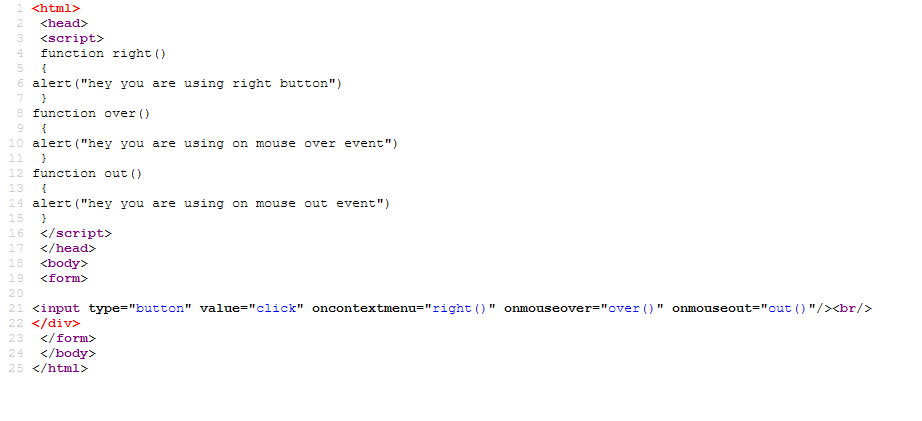 1 <html>
2 <head>
3 <script>
4 function right()
5 {
6 alert("hey you are using right button")
7 }
8 function over()
9 {
10 alert("hey you are using on mouse over event")
11 }
12 function out()
13 {
14 alert("hey you are using on mouse out event")
15 }
16 </script>
17 </head>
18 <body>
19 <form>
20
21 <input type="button" value="click" oncontextmenu="right()" onmouseover="over()" onmouseout="out()"/><br/>
22 </div>
23 </form>
24 </body>
25 </html>